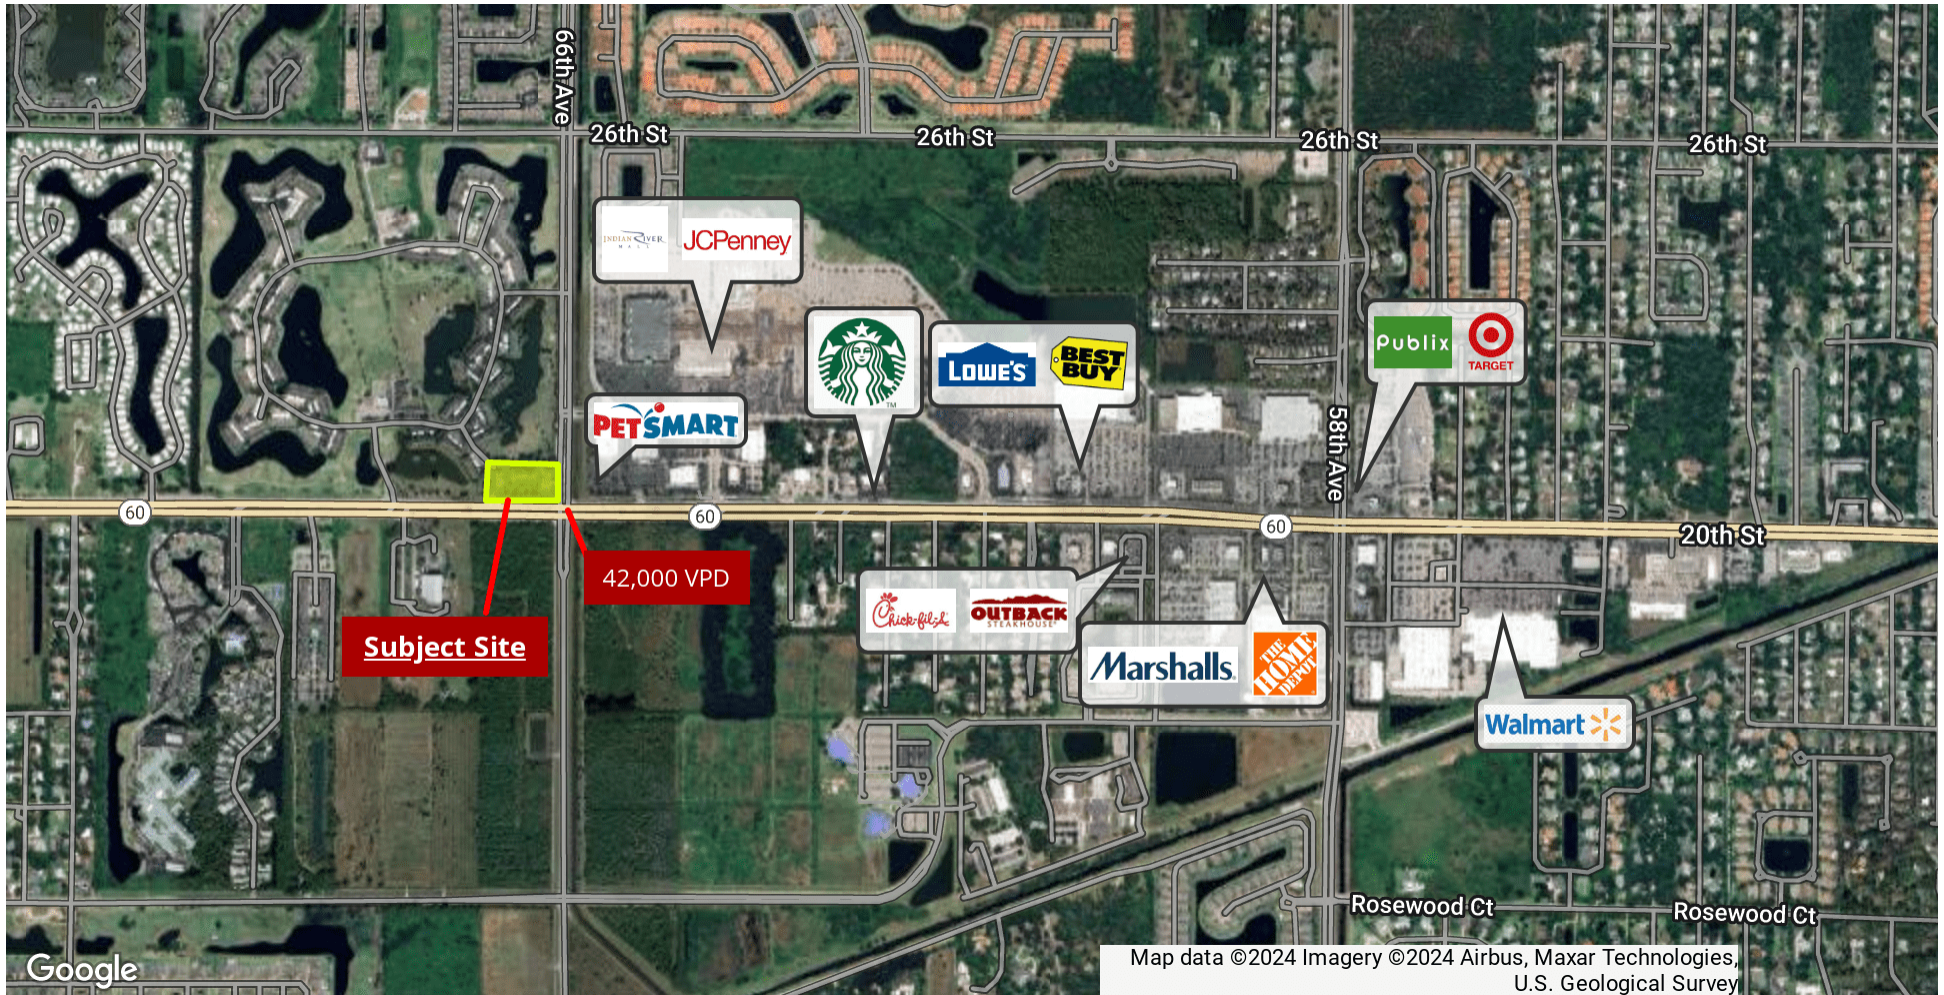 66th Ave
26th St
26th St
26th St
26th St
INDIAN RIVER
MALL
JCPenney
PETSMART
TM
LOWE'S
BEST
BUY
Publix
TARGET
58th Ave
60
60
60
20th St
42,000 VPD
Subject Site
Chick-fil-A
OUTBACK
STEAKHOUSE
Marshalls
THE
HOME
DEPOT
Walmart
Rosewood Ct
Rosewood Ct
Google
Map data ©2024 Imagery ©2024 Airbus, Maxar Technologies,
U.S. Geological Survey